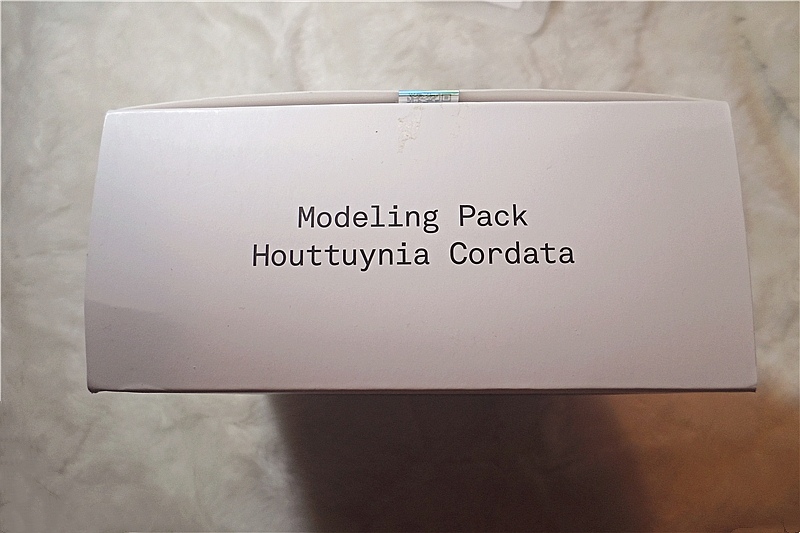 Modeling Pack
Houttuynia Cordata